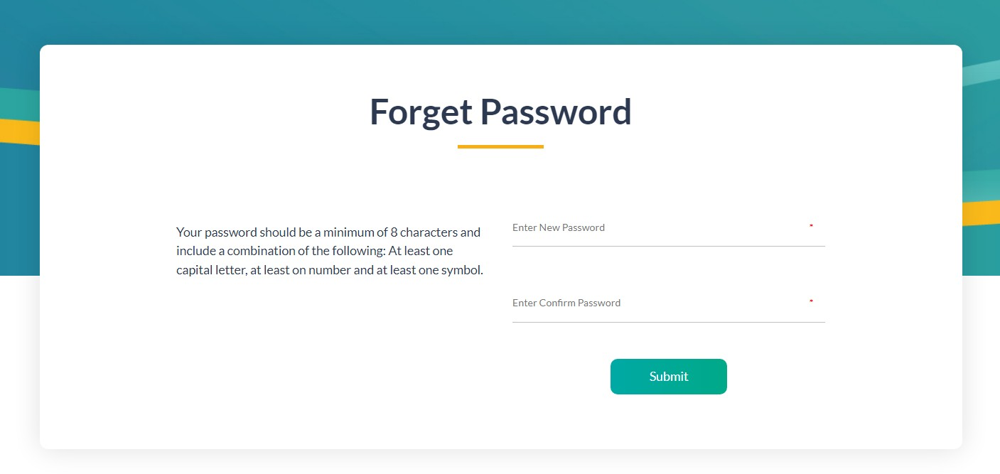 Forget Password
Your password should be a minimum of 8 characters and
include a combination of the following: At least one
capital letter, at least on number and at least one symbol.
Enter New Password *
Enter Confirm Password *
Submit